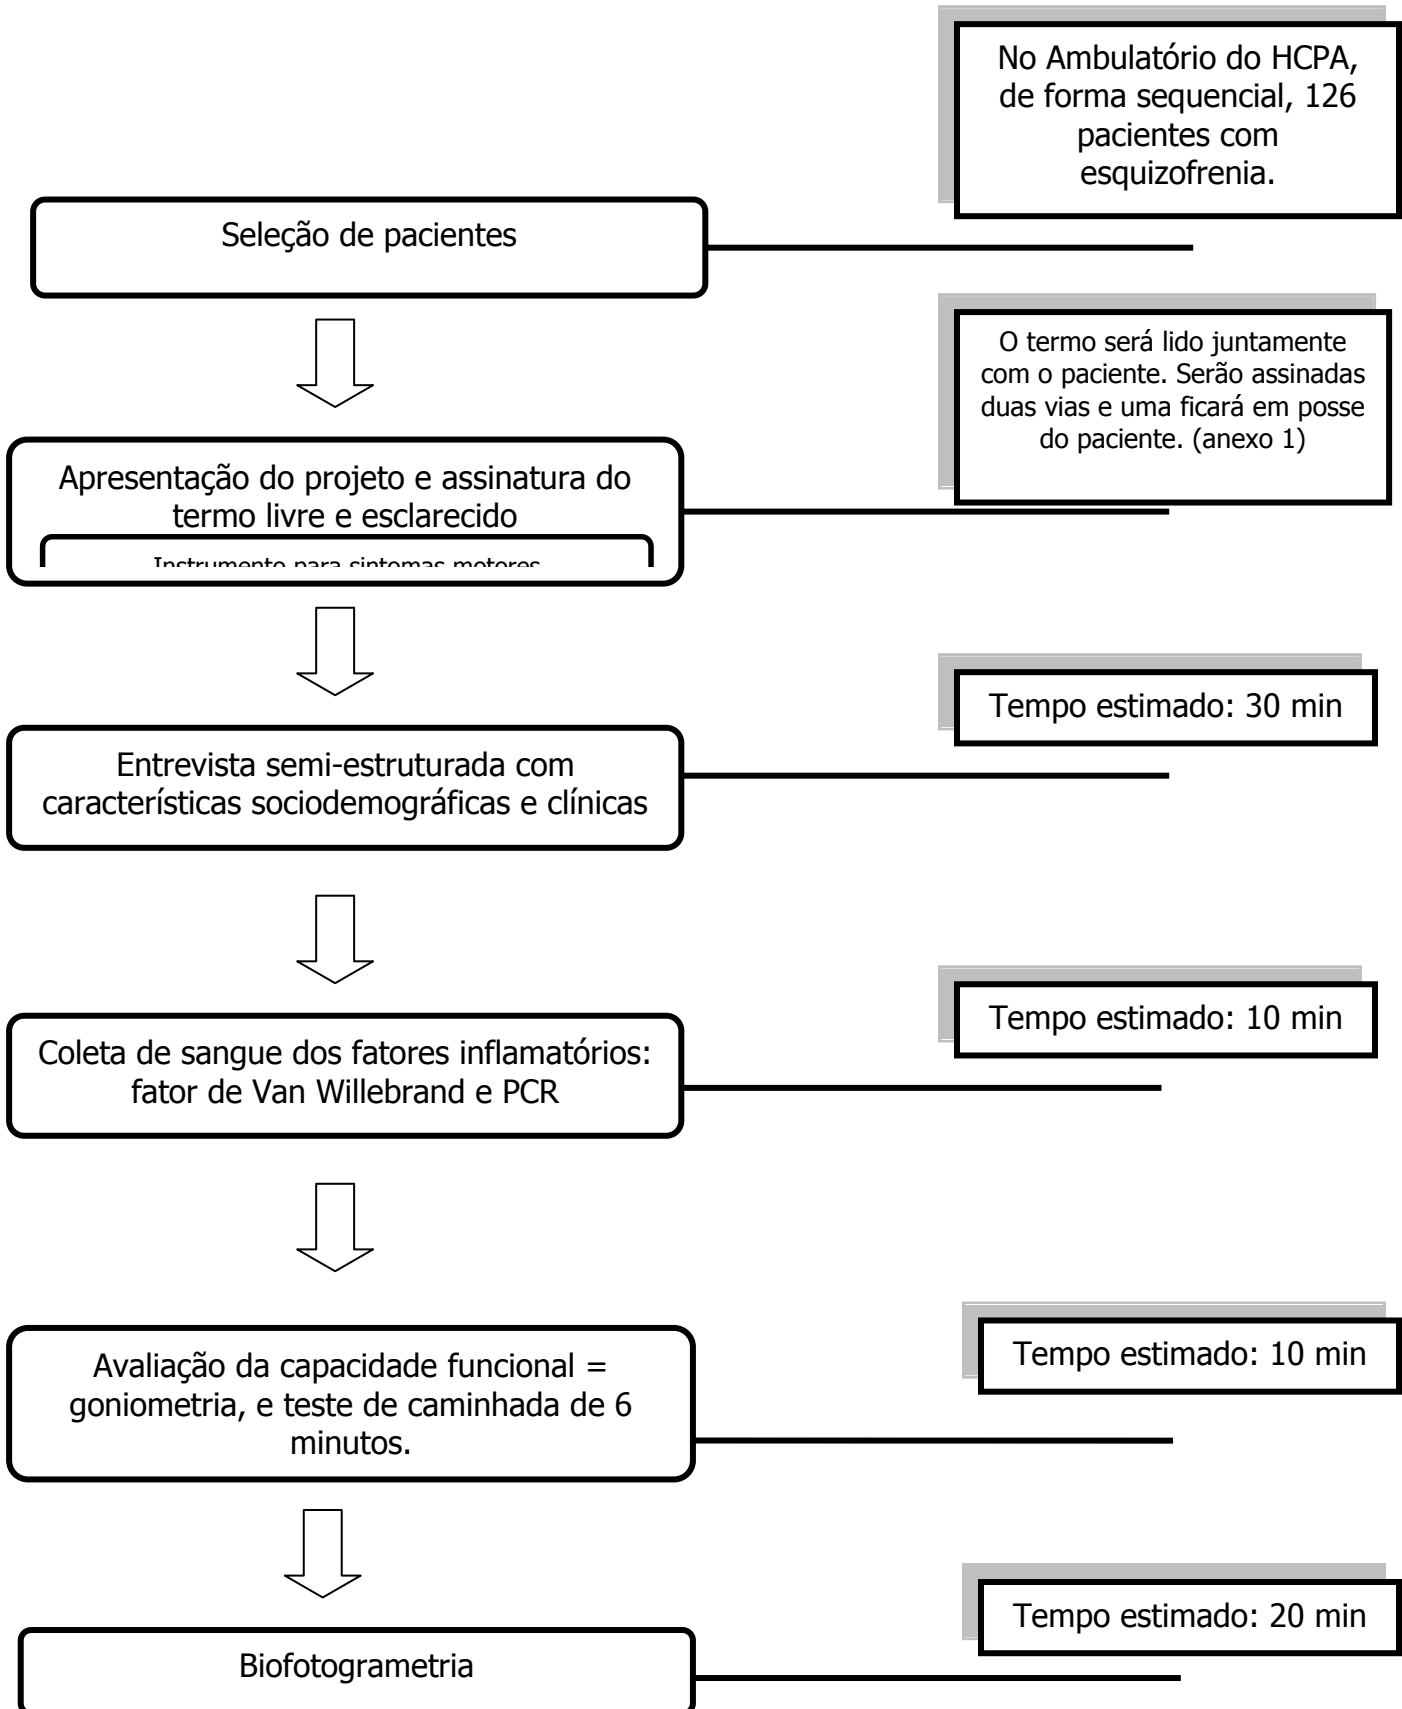 No Ambulatório do HCPA,
de forma sequencial, 126
pacientes com
esquizofrenia.
Seleção de pacientes
O termo será lido juntamente
com o paciente. Serão assinadas
duas vias e uma ficará em posse
do paciente. (anexo 1)
Apresentação do projeto e assinatura do
termo livre e esclarecido
Instrumento para sintomas motores
Tempo estimado: 30 min
Entrevista semi-estruturada com
características sociodemográficas e clínicas
Tempo estimado: 10 min
Coleta de sangue dos fatores inflamatórios:
fator de Van Willebrand e PCR
Tempo estimado: 10 min
Avaliação da capacidade funcional =
goniometria, e teste de caminhada de 6
minutos.
Tempo estimado: 20 min
Biofotogrametria